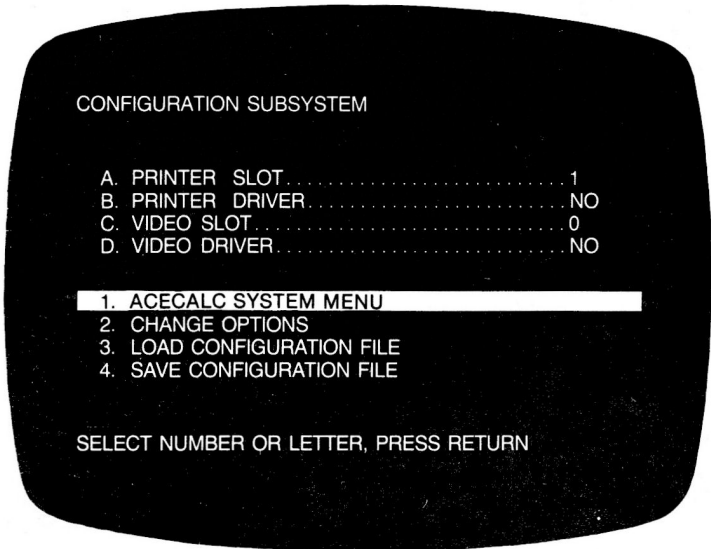 CONFIGURATION SUBSYSTEM
A. PRINTER SLOT............................1
B. PRINTER DRIVER..........................NO
C. VIDEO SLOT..............................0
D. VIDEO DRIVER............................NO
1. ACECALC SYSTEM MENU
2. CHANGE OPTIONS
3. LOAD CONFIGURATION FILE
4. SAVE CONFIGURATION FILE
SELECT NUMBER OR LETTER, PRESS RETURN